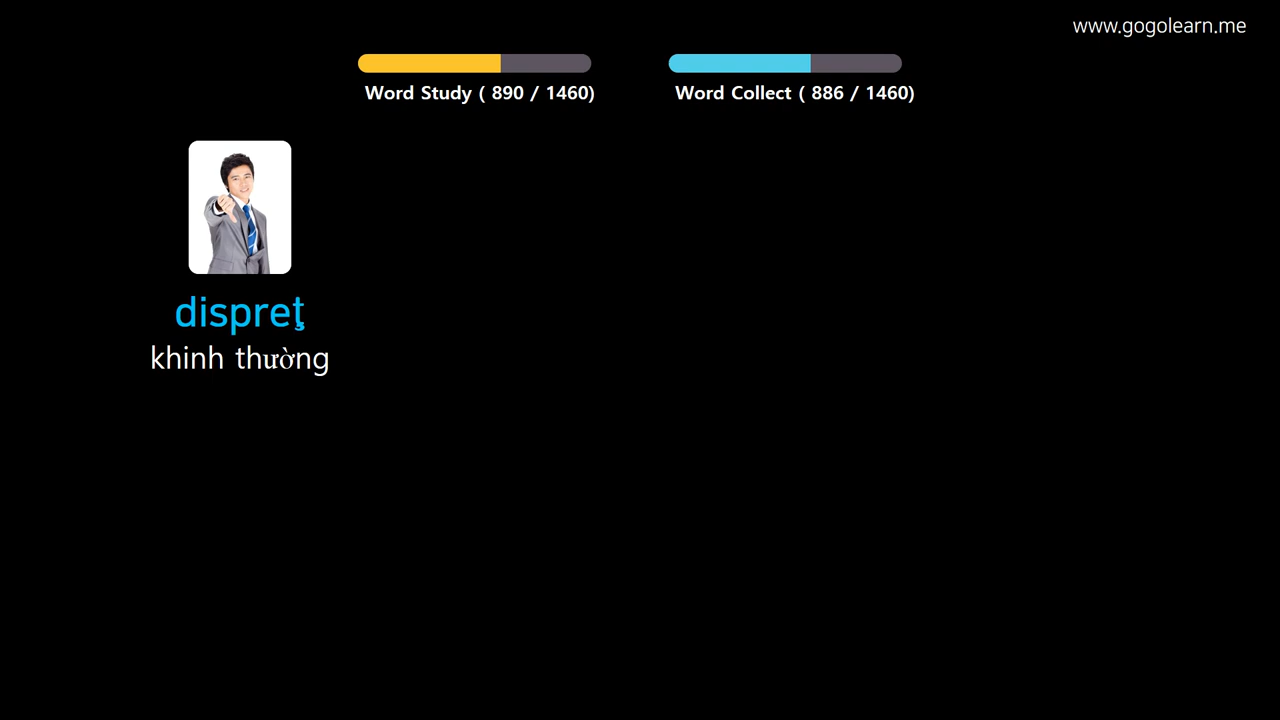 www.gogolearn.me
Word Study ( 890 / 1460)
Word Collect ( 886 / 1460)
dispreţ
khinh thường